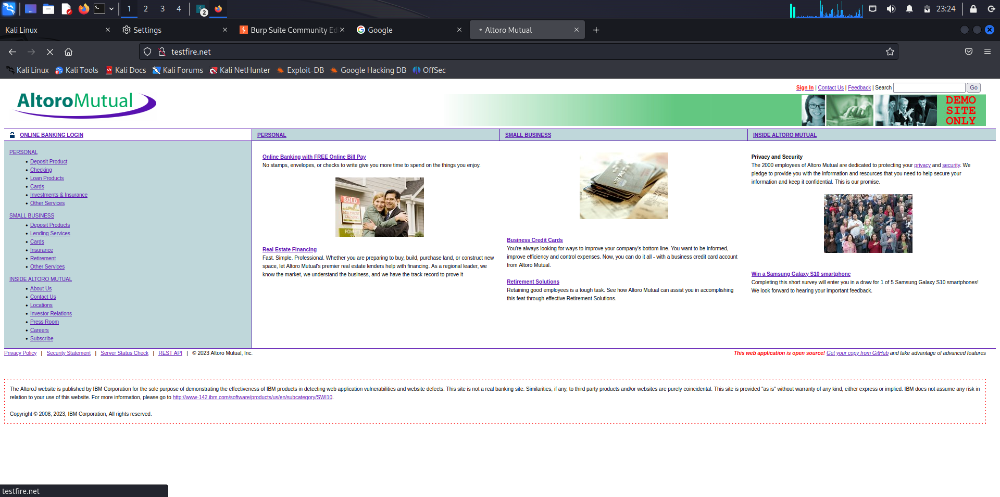 1 2 3 4 2 23:24
Kali Linux Settings Burp Suite Community Ed Google Altoro Mutual
testfire.net
Kali Linux Kali Tools Kali Docs Kali Forums Kali NetHunter Exploit-DB Google Hacking DB OffSec
Sign In | Contact Us | Feedback | Search Go
AltoroMutual
DEMO
SITE
ONLY
ONLINE BANKING LOGIN PERSONAL SMALL BUSINESS INSIDE ALTORO MUTUAL
PERSONAL
Deposit Product
Checking
Loan Products
Cards
Investments & Insurance
Other Services
SMALL BUSINESS
Deposit Products
Lending Services
Cards
Insurance
Retirement
Other Services
INSIDE ALTORO MUTUAL
About Us
Contact Us
Locations
Investor Relations
Press Room
Careers
Subscribe
Online Banking with FREE Online Bill Pay
No stamps, envelopes, or checks to write give you more time to spend on the things you enjoy.
SOLD
Real Estate Financing
Fast. Simple. Professional. Whether you are preparing to buy, build, purchase land, or construct new
space, let Altoro Mutual's premier real estate lenders help with financing. As a regional leader, we
know the market, we understand the business, and we have the track record to prove it
Business Credit Cards
You're always looking for ways to improve your company's bottom line. You want to be informed,
improve efficiency and control expenses. Now, you can do it all - with a business credit card account
from Altoro Mutual.
Retirement Solutions
Retaining good employees is a tough task. See how Altoro Mutual can assist you in accomplishing
this feat through effective Retirement Solutions.
Privacy and Security
The 2000 employees of Altoro Mutual are dedicated to protecting your privacy and security. We
pledge to provide you with the information and resources that you need to help secure your
information and keep it confidential. This is our promise.
Win a Samsung Galaxy S10 smartphone
Completing this short survey will enter you in a draw for 1 of 5 Samsung Galaxy S10 smartphones!
We look forward to hearing your important feedback.
Privacy Policy | Security Statement | Server Status Check | REST API | © 2023 Altoro Mutual, Inc.
This web application is open source! Get your copy from GitHub and take advantage of advanced features
The AltoroJ website is published by IBM Corporation for the sole purpose of demonstrating the effectiveness of IBM products in detecting web application vulnerabilities and website defects. This site is not a real banking site. Similarities, if any, to third party products and/or websites are purely coincidental. This site is provided "as is" without warranty of any kind, either express or implied. IBM does not assume any risk in
relation to your use of this website. For more information, please go to http://www-142.ibm.com/software/products/us/en/subcategory/SWI10.
Copyright © 2008, 2023, IBM Corporation, All rights reserved.
testfire.net